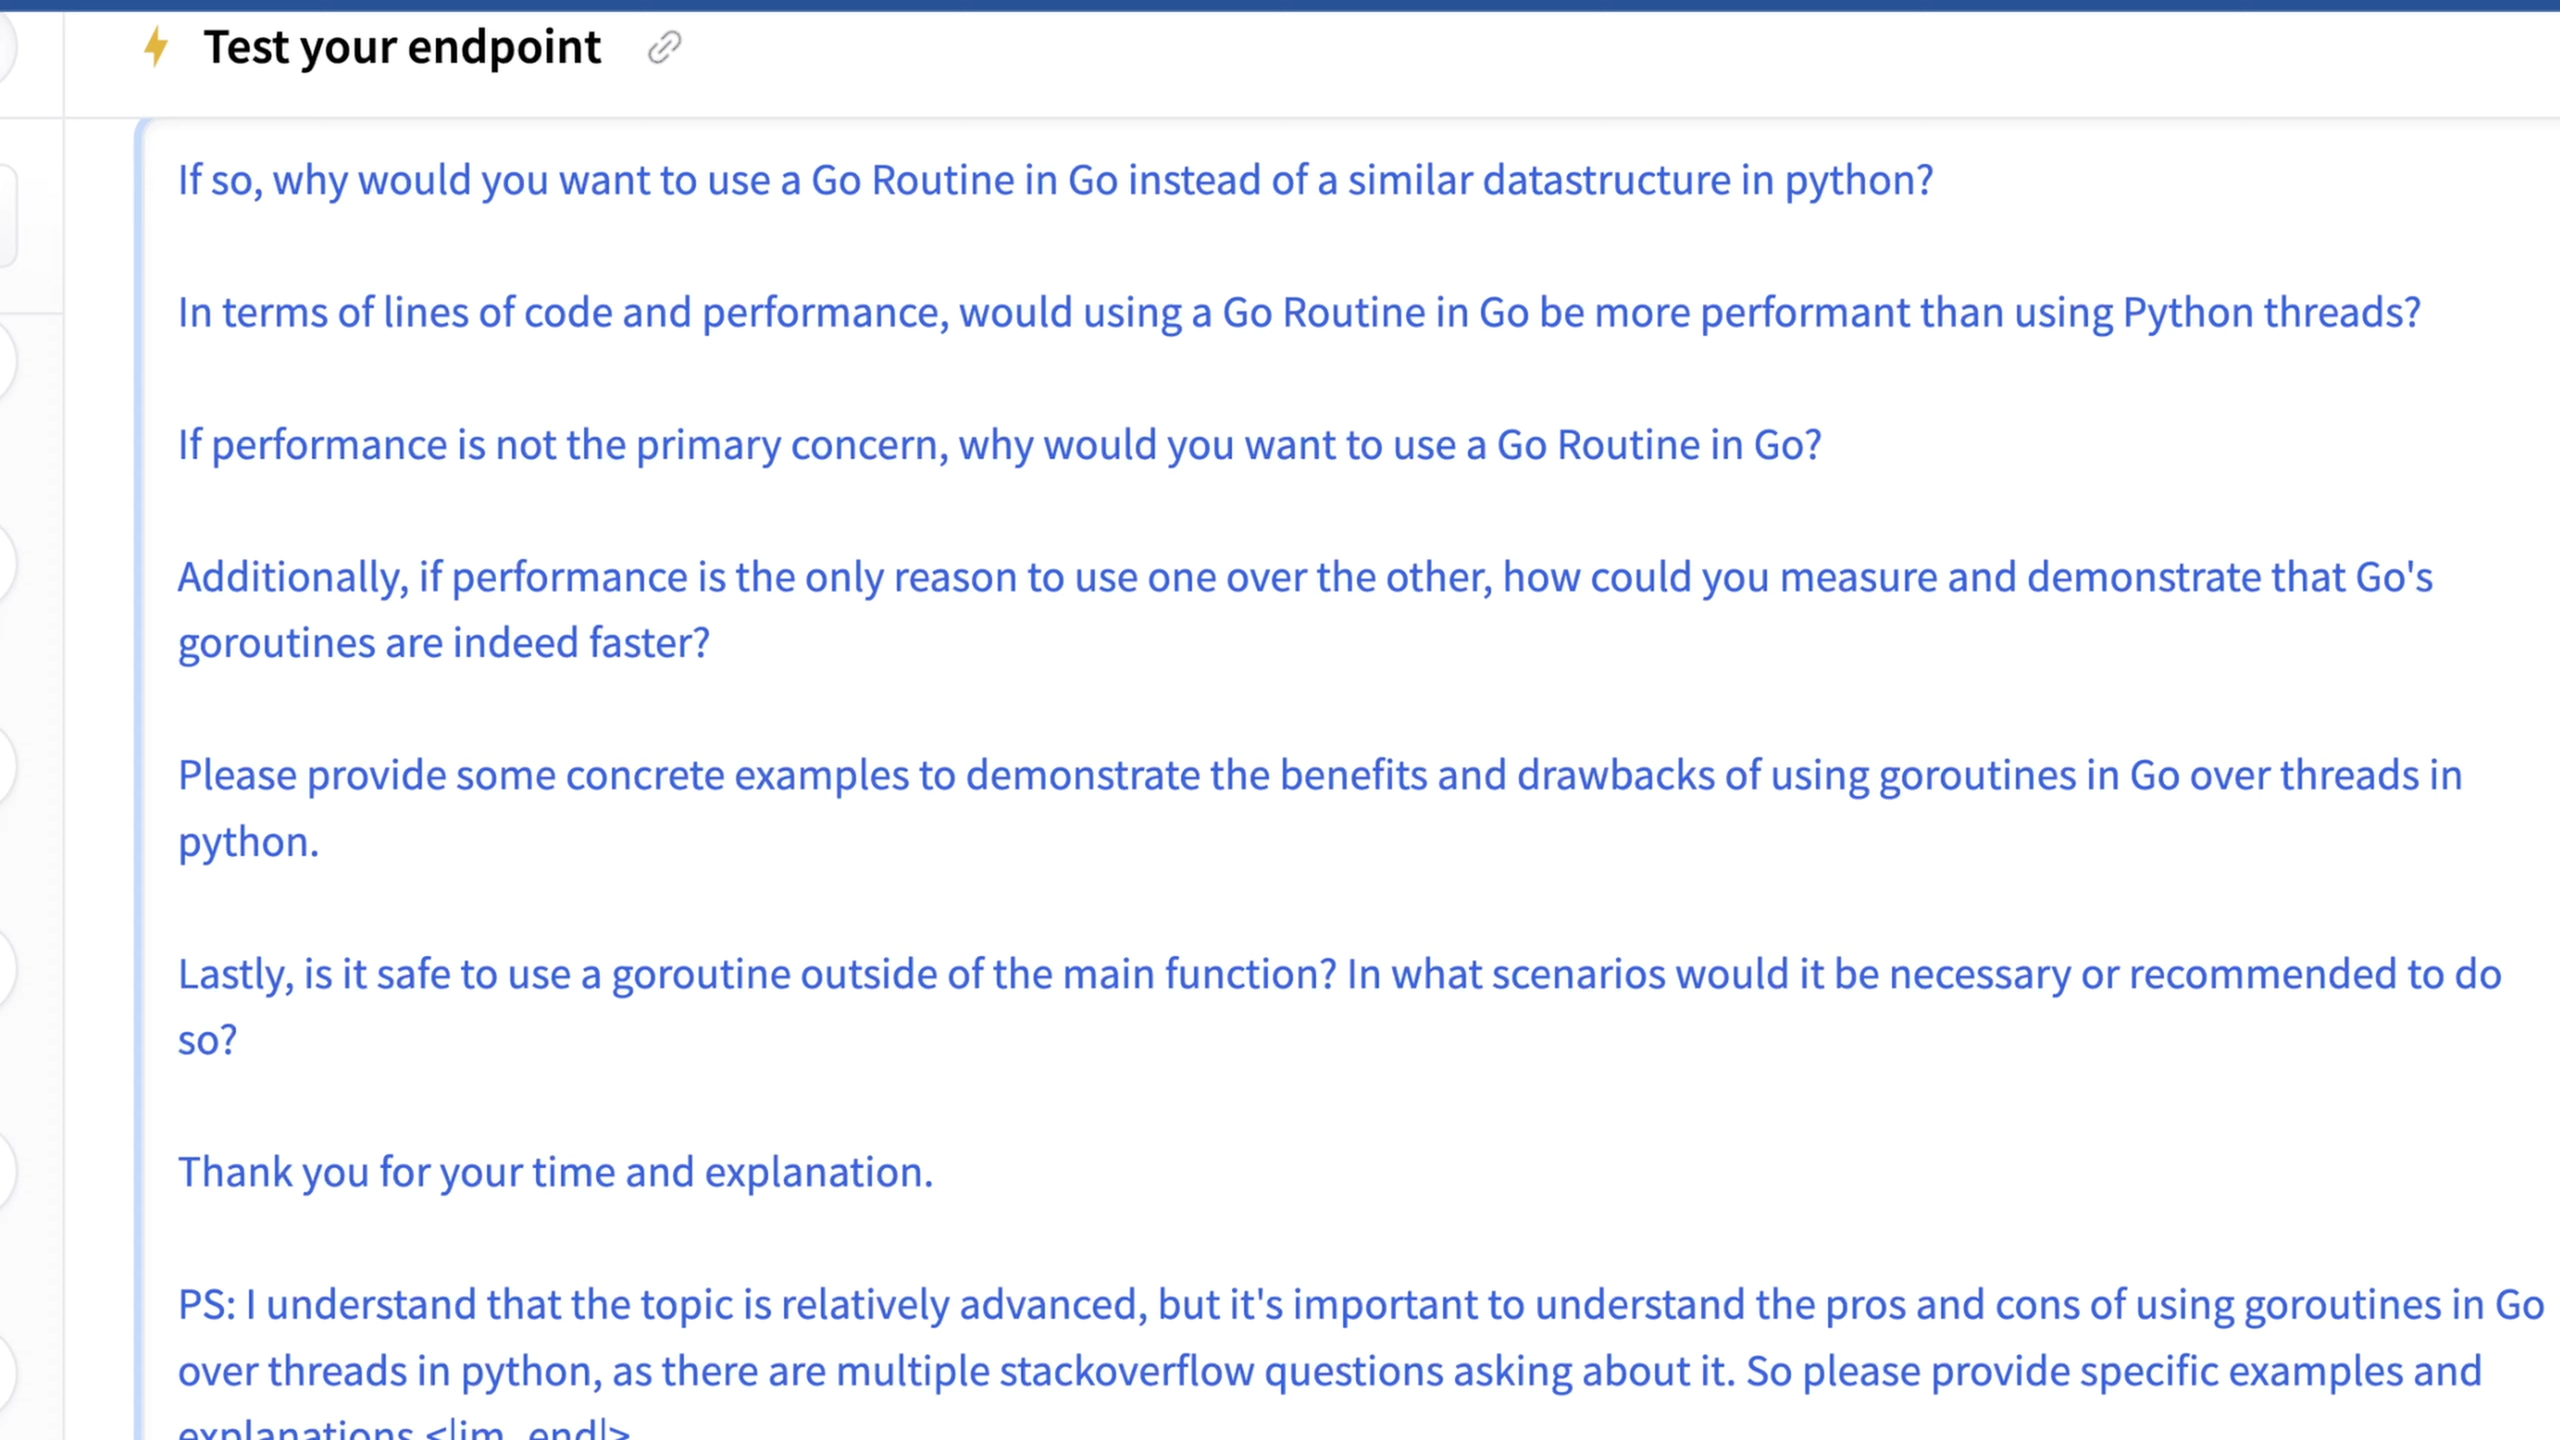 Test your endpoint
If so, why would you want to use a Go Routine in Go instead of a similar datastructure in python?
In terms of lines of code and performance, would using a Go Routine in Go be more performant than using Python threads?
If performance is not the primary concern, why would you want to use a Go Routine in Go?
Additionally, if performance is the only reason to use one over the other, how could you measure and demonstrate that Go's
goroutines are indeed faster?
Please provide some concrete examples to demonstrate the benefits and drawbacks of using goroutines in Go over threads in
python.
Lastly, is it safe to use a goroutine outside of the main function? In what scenarios would it be necessary or recommended to do
so?
Thank you for your time and explanation.
PS: I understand that the topic is relatively advanced, but it's important to understand the pros and cons of using goroutines in Go
over threads in python, as there are multiple stackoverflow questions asking about it. So please provide specific examples and
explanations.<|im_end|>